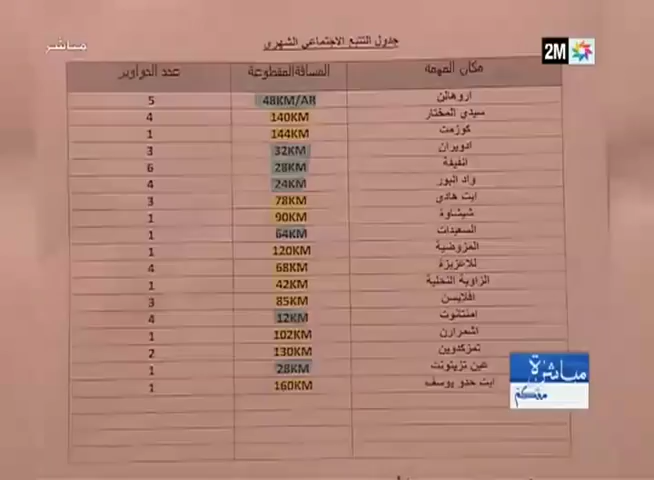 مباشر
2M
جدول التتبع الاجتماعي الشهري
مكان المهمة المسافة المقطوعة عدد الدواوير
اروهالن 48KM/AR 5
سيدي المختار 140KM 4
كوزمت 144KM 1
ادويران 32KM 3
انفيفة 28KM 6
واد البور 24KM 4
ايت هادي 78KM 3
شيشاوة 90KM 1
السعيدات 64KM 1
المزوضية 120KM 1
للاعزيزة 68KM 4
الزاوية النحلية 42KM 1
افلايسن 85KM 3
امنتانوت 12KM 4
اشمرارن 102KM 1
تمزكدوين 130KM 2
عين تزيتونت 28KM 1
ايت حدو يوسف 160KM 1
مباشرة
معكم